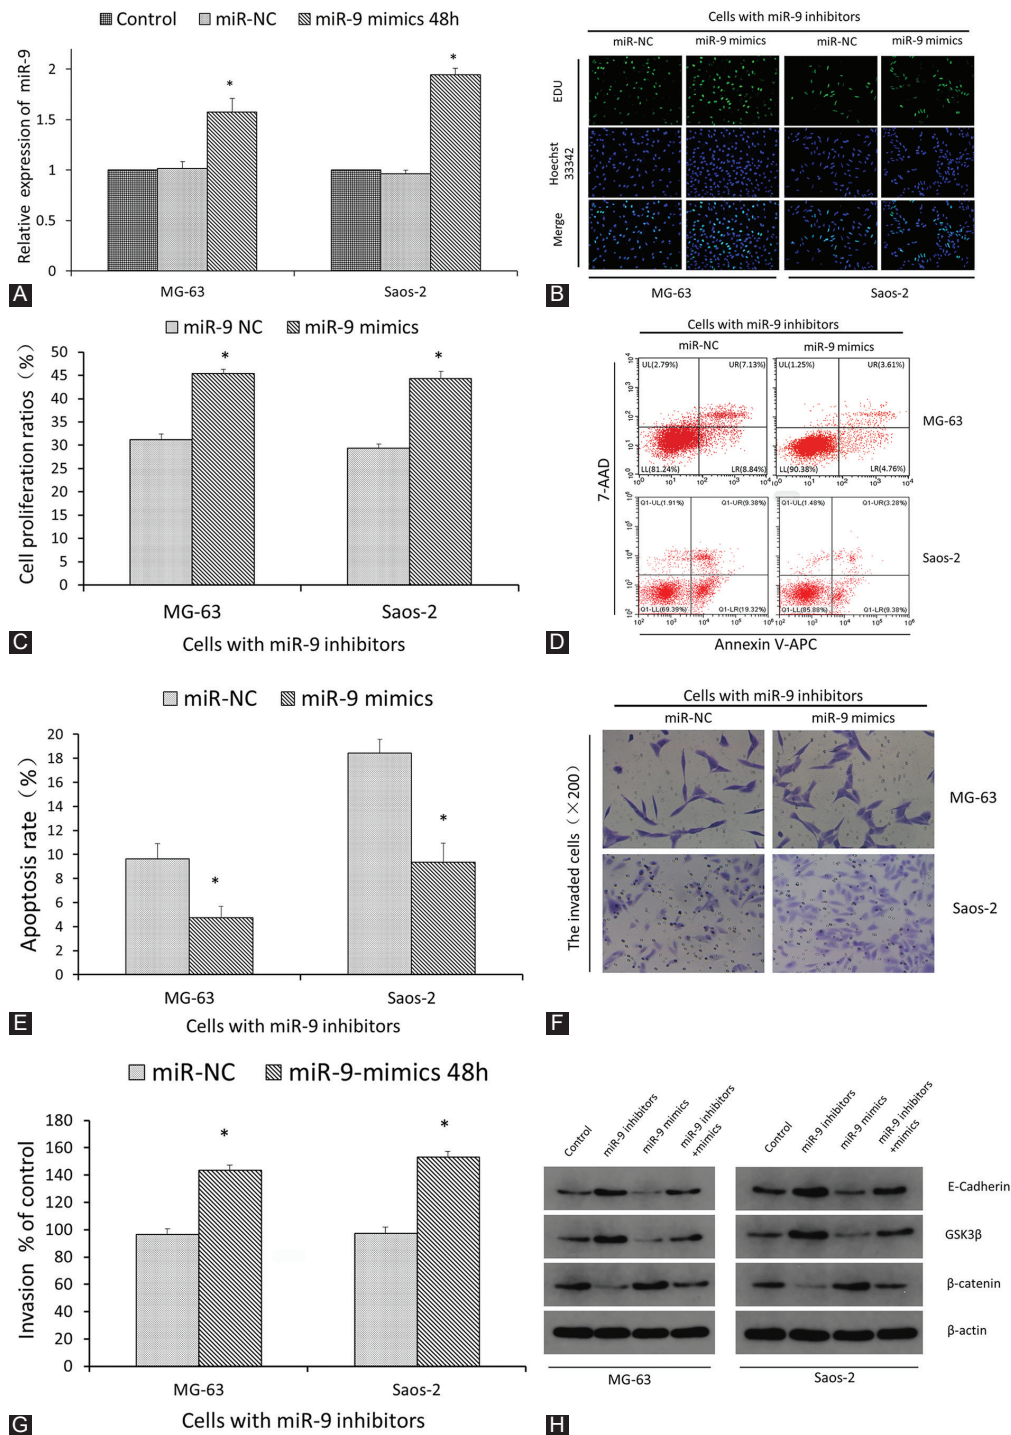 Control miR-NC miR-9 mimics 48h
Relative expression of miR-9
2
1.5
1
0.5
0
*
*
MG-63 Saos-2
A
Cells with miR-9 inhibitors
miR-NC miR-9 mimics miR-NC miR-9 mimics
EDU
Hoechst
33342
Merge
MG-63 Saos-2
B
miR-9 NC miR-9 mimics
Cell proliferation ratios (%)
50
45
40
35
30
25
20
15
10
5
0
*
*
MG-63 Saos-2
Cells with miR-9 inhibitors
C
Cells with miR-9 inhibitors
miR-NC miR-9 mimics
7-AAD
UL(2.79%) UR(7.13%)
LL(81.24%) LR(8.84%)
UL(1.25%) UR(3.61%)
LL(90.38%) LR(4.76%)
MG-63
10⁰ 10¹ 10² 10³ 10⁴
10⁰ 10¹ 10² 10³ 10⁴
Q1-UL(1.91%) Q1-UR(9.38%)
Q1-LL(69.39%) Q1-LR(19.32%)
Q1-UL(1.48%) Q1-UR(3.28%)
Q1-LL(85.86%) Q1-LR(9.38%)
Saos-2
Annexin V-APC
D
miR-NC miR-9 mimics
Apoptosis rate (%)
20
18
16
14
12
10
8
6
4
2
0
*
*
MG-63 Saos-2
Cells with miR-9 inhibitors
E
Cells with miR-9 inhibitors
miR-NC miR-9 mimics
The invaded cells (×200)
MG-63
Saos-2
F
miR-NC miR-9-mimics 48h
Invasion % of control
180
160
140
120
100
80
60
40
20
0
*
*
MG-63 Saos-2
Cells with miR-9 inhibitors
G
Control
miR-9 inhibitors
miR-9 mimics
miR-9 inhibitors
+mimics
Control
miR-9 inhibitors
miR-9 mimics
miR-9 inhibitors
+mimics
E-Cadherin
GSK3β
β-catenin
β-actin
MG-63 Saos-2
H